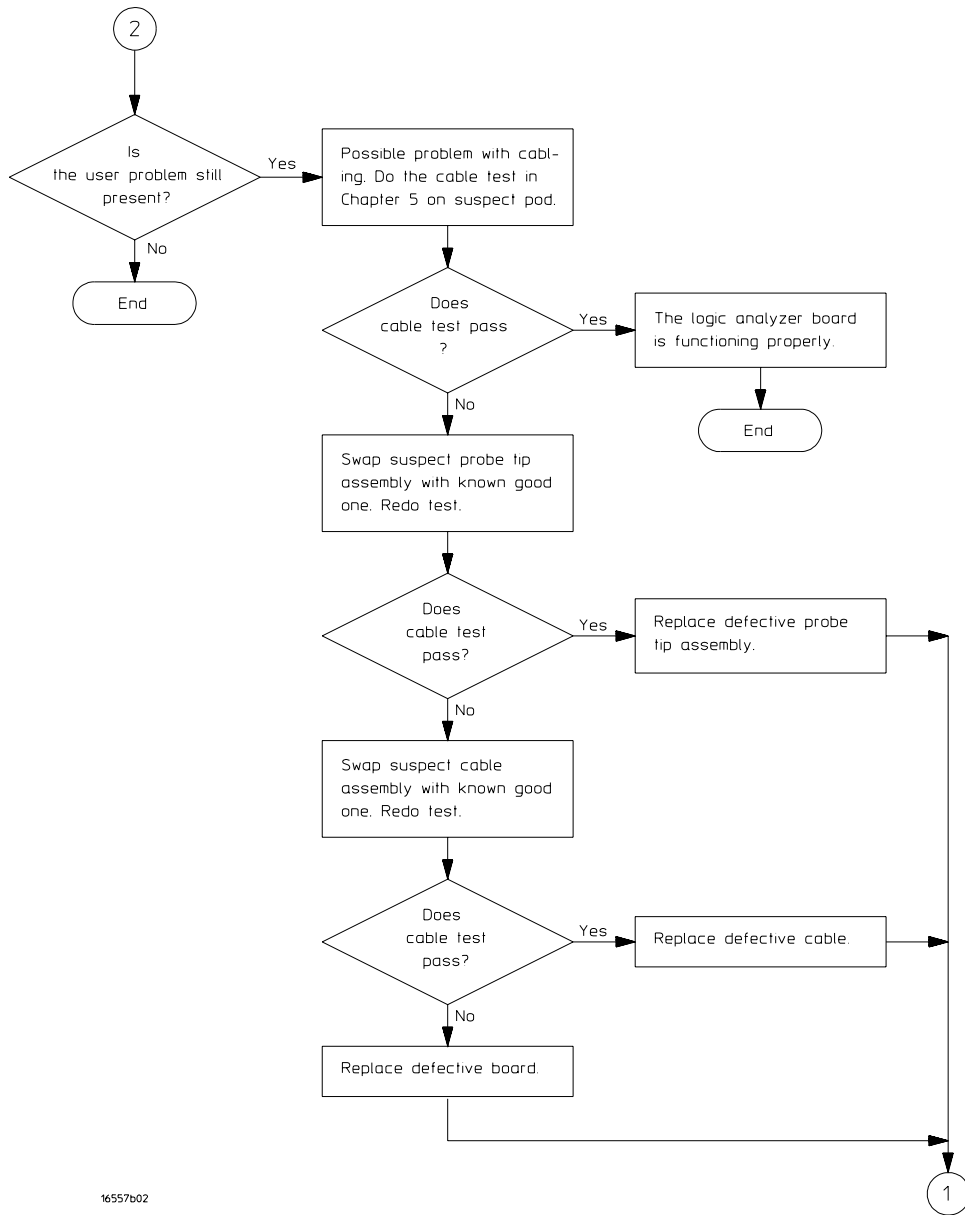 2
Is
the user problem still
present?
Yes
No
End
Possible problem with cabl-
ing. Do the cable test in
Chapter 5 on suspect pod.
Does
cable test pass
?
Yes
No
The logic analyzer board
is functioning properly.
End
Swap suspect probe tip
assembly with known good
one. Redo test.
Does
cable test
pass?
Yes
No
Replace defective probe
tip assembly.
Swap suspect cable
assembly with known good
one. Redo test.
Does
cable test
pass?
Yes
No
Replace defective cable.
Replace defective board.
1
16557b02